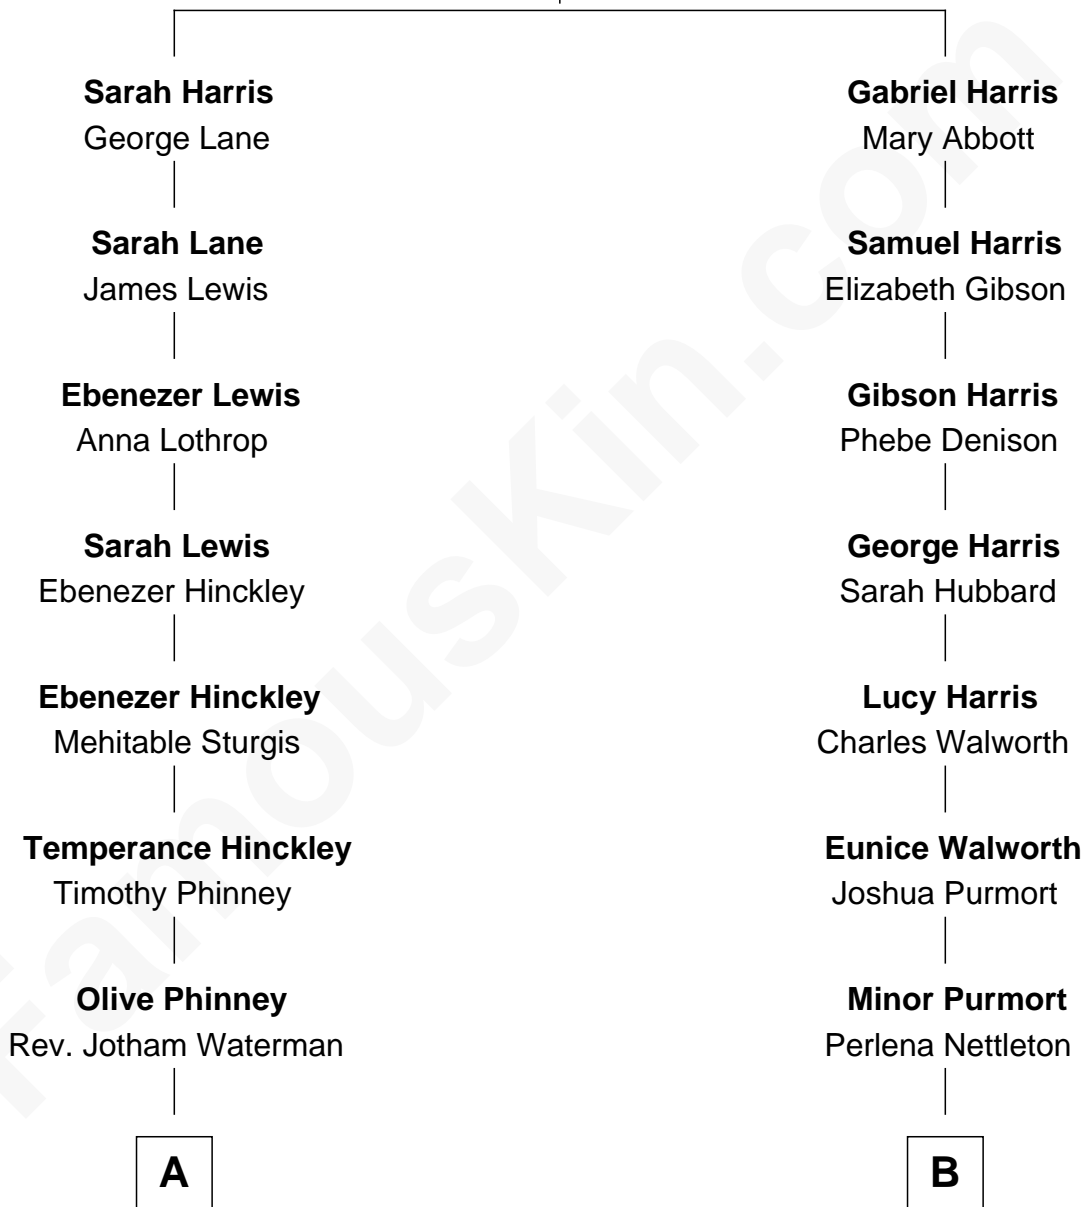 Sarah Harris
George Lane
Sarah Lane
James Lewis
Ebenezer Lewis
Anna Lothrop
Sarah Lewis
Ebenezer Hinckley
Ebenezer Hinckley
Mehitable Sturgis
Temperance Hinckley
Timothy Phinney
Olive Phinney
Rev. Jotham Waterman
A
Gabriel Harris
Mary Abbott
Samuel Harris
Elizabeth Gibson
Gibson Harris
Phebe Denison
George Harris
Sarah Hubbard
Lucy Harris
Charles Walworth
Eunice Walworth
Joshua Purmort
Minor Purmort
Perlena Nettleton
B
FamousKin.com